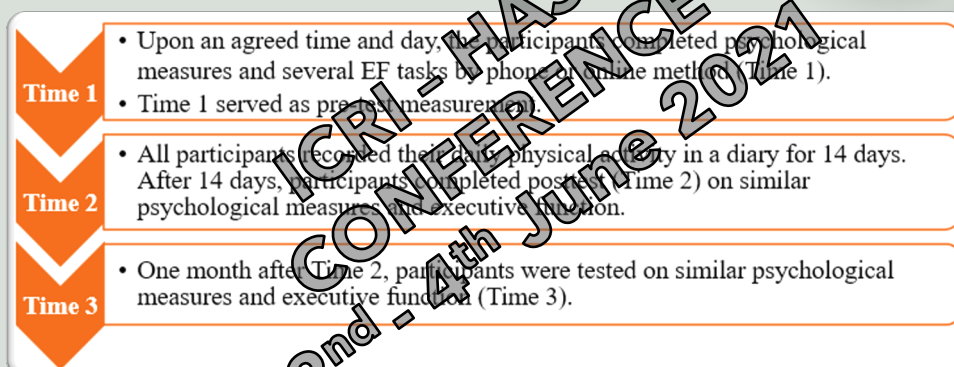 Time 1
• Upon an agreed time and day, the participants completed psychological
measures and several EF tasks by phone or online method (Time 1).
• Time 1 served as pre-test measurement.
Time 2
• All participants recorded their daily physical activity in a diary for 14 days.
After 14 days, participants completed posttest (Time 2) on similar
psychological measures and executive function.
Time 3
• One month after Time 2, participants were tested on similar psychological
measures and executive function (Time 3).
ICRI - HAS
CONFERENCE
2nd - 4th June 2021